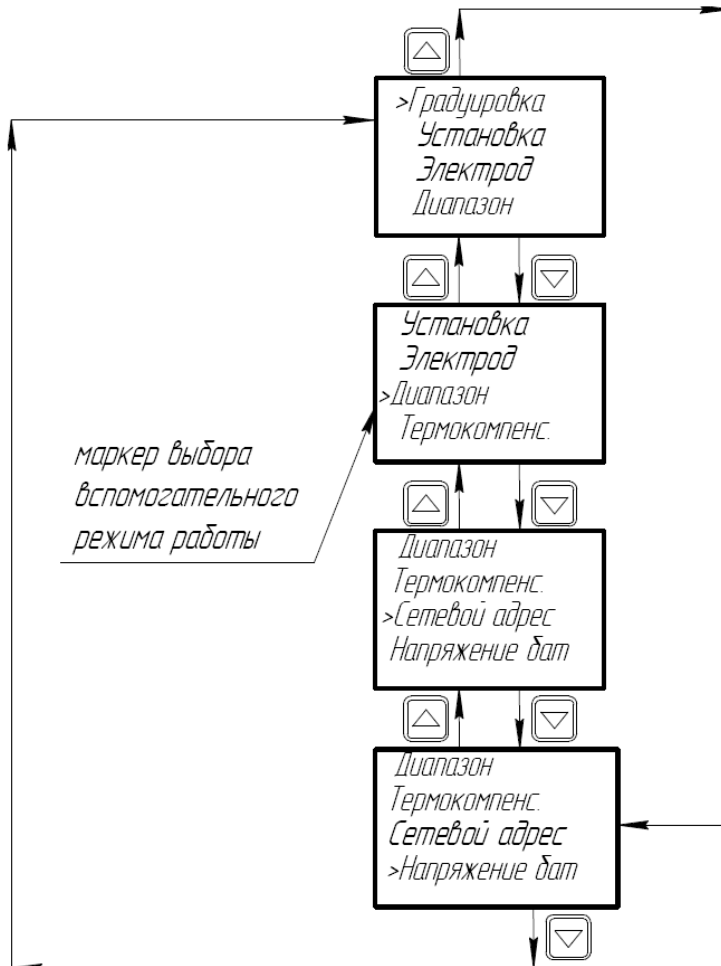 >Градуировка
Установка
Электрод
Диапазон
Установка
Электрод
>Диапазон
Термокомпенс.
маркер выбора
вспомогательного
режима работы
Диапазон
Термокомпенс.
>Сетевой адрес
Напряжение бат
Диапазон
Термокомпенс.
Сетевой адрес
>Напряжение бат